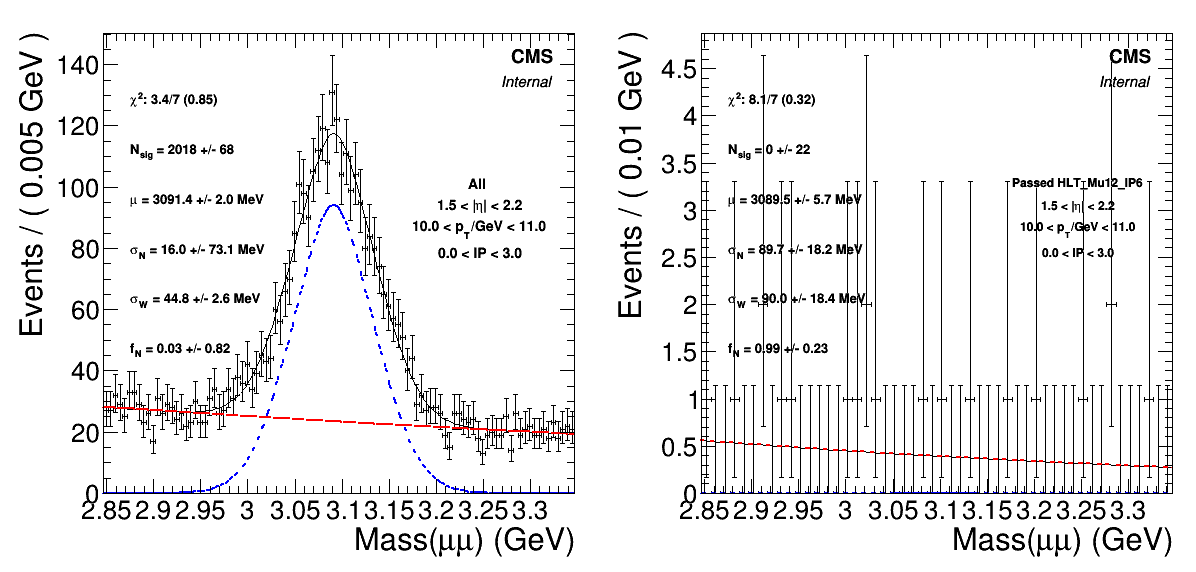 CMS
Internal
χ²: 3.4/7 (0.85)
N_sig = 2018 +/- 68
μ = 3091.4 +/- 2.0 MeV
σ_N = 16.0 +/- 73.1 MeV
σ_W = 44.8 +/- 2.6 MeV
f_N = 0.03 +/- 0.82
All
1.5 < |η| < 2.2
10.0 < p_T/GeV < 11.0
0.0 < IP < 3.0
Events / ( 0.005 GeV )
140
120
100
80
60
40
20
0
2.85 2.9 2.95 3 3.05 3.1 3.15 3.2 3.25 3.3
Mass(μμ) (GeV)
CMS
Internal
χ²: 8.1/7 (0.32)
N_sig = 0 +/- 22
μ = 3089.5 +/- 5.7 MeV
σ_N = 89.7 +/- 18.2 MeV
σ_W = 90.0 +/- 18.4 MeV
f_N = 0.99 +/- 0.23
Passed HLT_Mu12_IP6
1.5 < |η| < 2.2
10.0 < p_T/GeV < 11.0
0.0 < IP < 3.0
Events / ( 0.01 GeV )
4.5
4
3.5
3
2.5
2
1.5
1
0.5
0
2.85 2.9 2.95 3 3.05 3.1 3.15 3.2 3.25 3.3
Mass(μμ) (GeV)